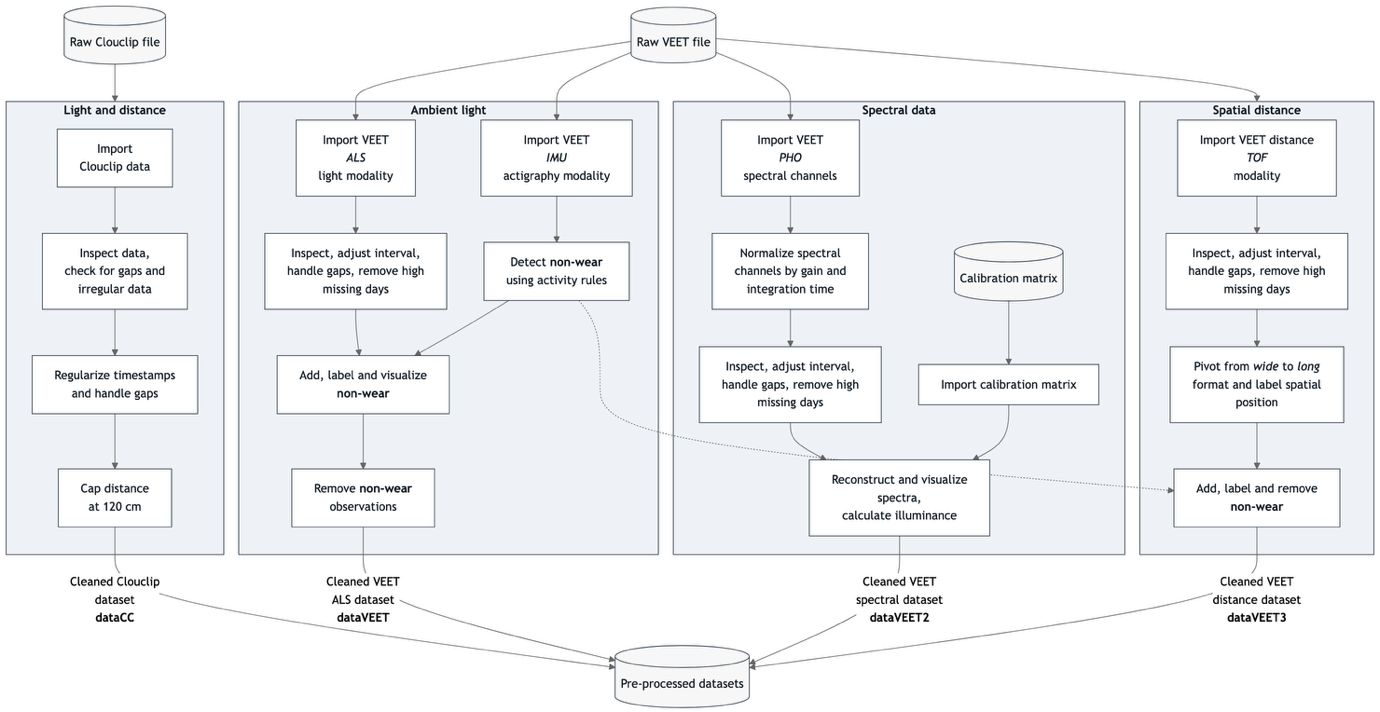 Raw Clouclip file
Raw VEET file
Light and distance
Import
Clouclip data
Inspect data,
check for gaps and
irregular data
Regularize timestamps
and handle gaps
Cap distance
at 120 cm
Cleaned Clouclip
dataset
dataCC
Ambient light
Import VEET
ALS
light modality
Import VEET
IMU
actigraphy modality
Inspect, adjust interval,
handle gaps, remove high
missing days
Detect non-wear
using activity rules
Add, label and visualize
non-wear
Remove non-wear
observations
Cleaned VEET
ALS dataset
dataVEET
Spectral data
Import VEET
PHO
spectral channels
Normalize spectral
channels by gain and
integration time
Calibration matrix
Inspect, adjust interval,
handle gaps, remove high
missing days
Import calibration matrix
Reconstruct and visualize
spectra,
calculate illuminance
Cleaned VEET
spectral dataset
dataVEET2
Spatial distance
Import VEET distance
TOF
modality
Inspect, adjust interval,
handle gaps, remove high
missing days
Pivot from wide to long
format and label spatial
position
Add, label and remove
non-wear
Cleaned VEET
distance dataset
dataVEET3
Pre-processed datasets